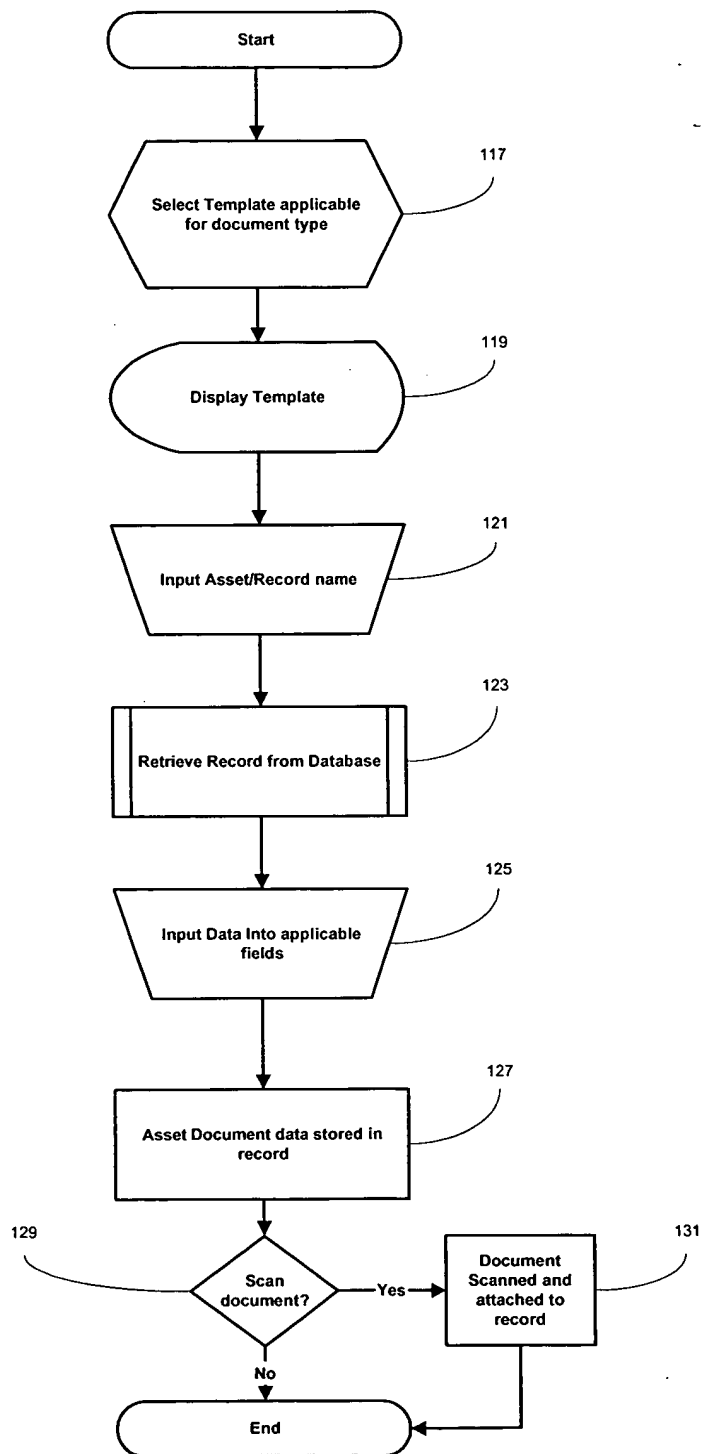 Start
117
Select Template applicable
for document type
119
Display Template
121
Input Asset/Record name
123
Retrieve Record from Database
125
Input Data Into applicable
fields
127
Asset Document data stored in
record
129
Scan
document?
Yes
131
Document
Scanned and
attached to
record
No
End